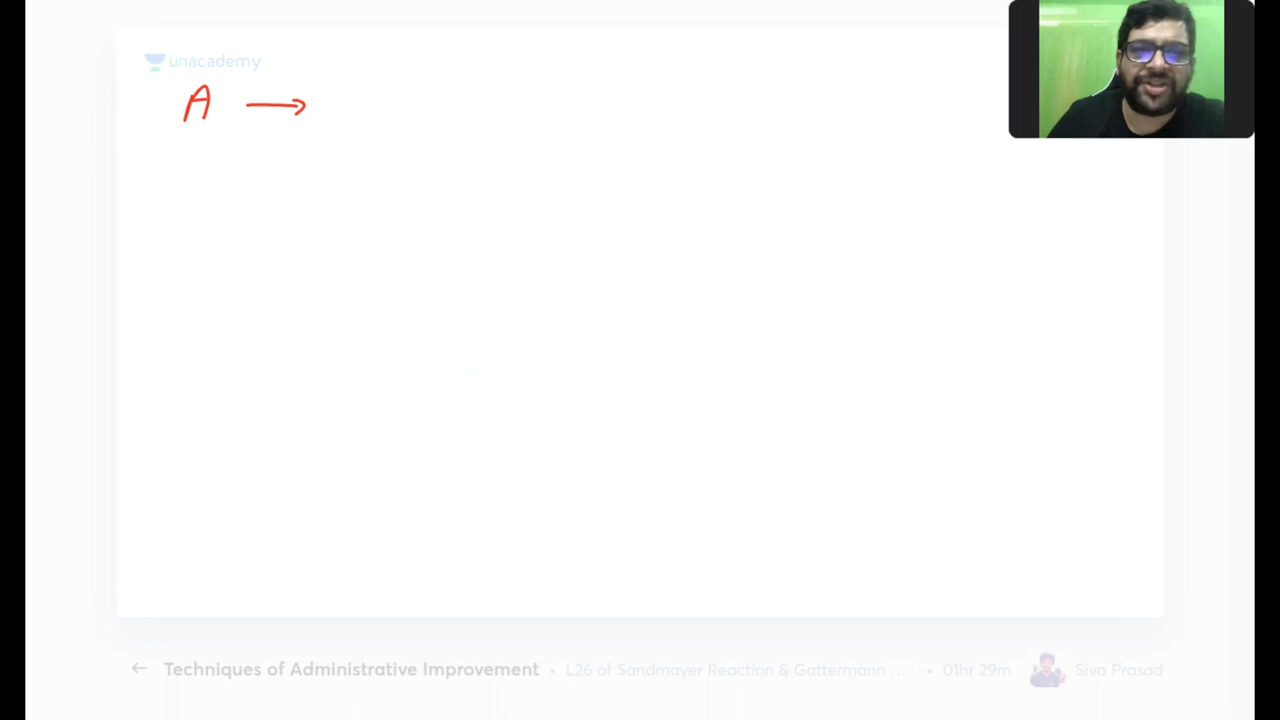 unacademy
A →
Techniques of Administrative Improvement • L26 of Sandmayer Reaction & Gattermann ... • 01hr 29m Siva Prasad